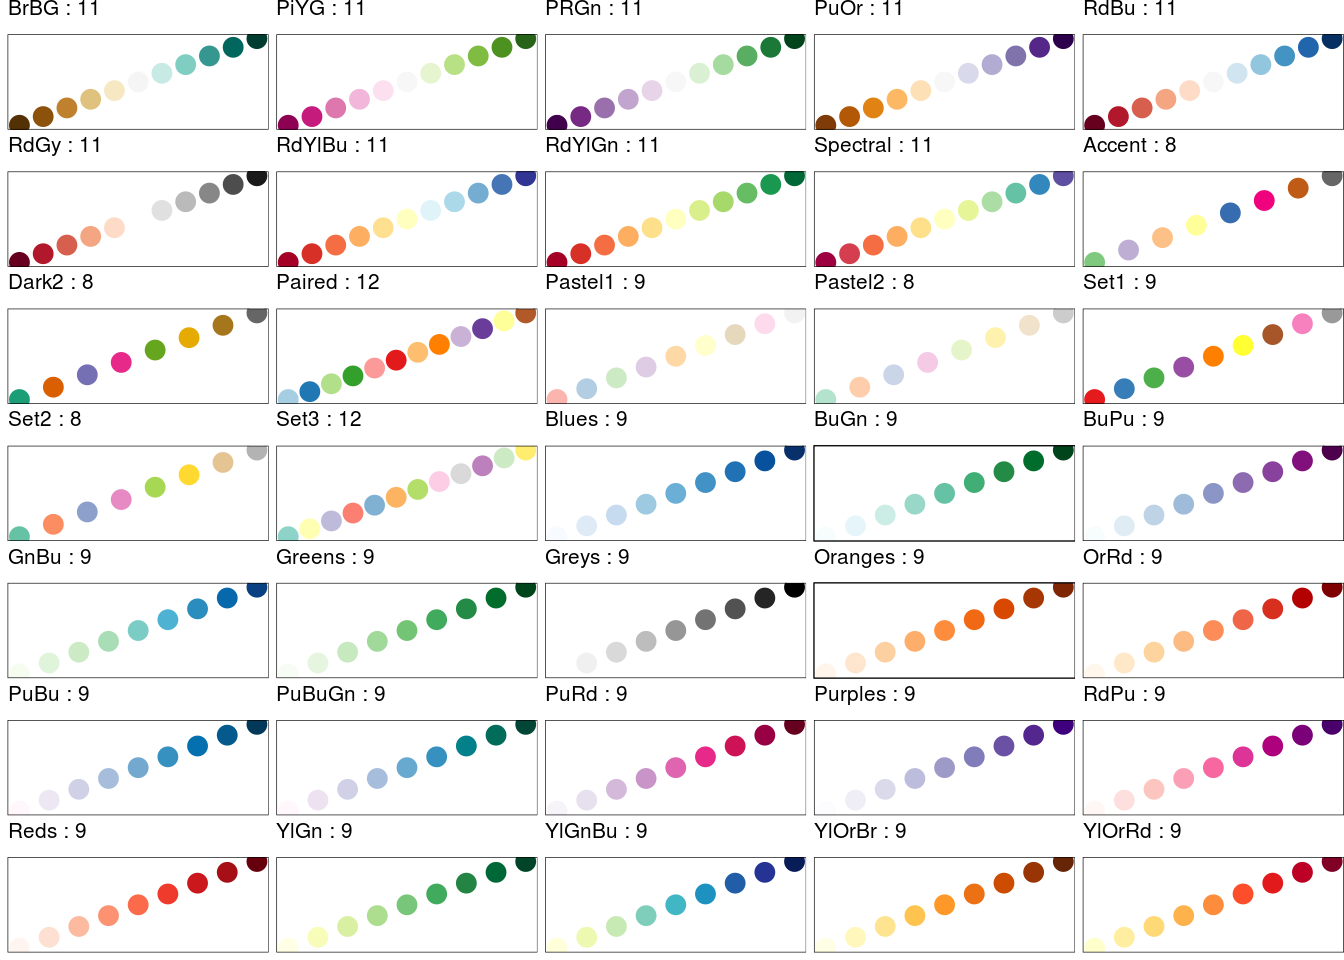 BrBG : 11
PiYG : 11
PRGn : 11
PuOr : 11
RdBu : 11
RdGy : 11
RdYlBu : 11
RdYlGn : 11
Spectral : 11
Accent : 8
Dark2 : 8
Paired : 12
Pastel1 : 9
Pastel2 : 8
Set1 : 9
Set2 : 8
Set3 : 12
Blues : 9
BuGn : 9
BuPu : 9
GnBu : 9
Greens : 9
Greys : 9
Oranges : 9
OrRd : 9
PuBu : 9
PuBuGn : 9
PuRd : 9
Purples : 9
RdPu : 9
Reds : 9
YlGn : 9
YlGnBu : 9
YlOrBr : 9
YlOrRd : 9